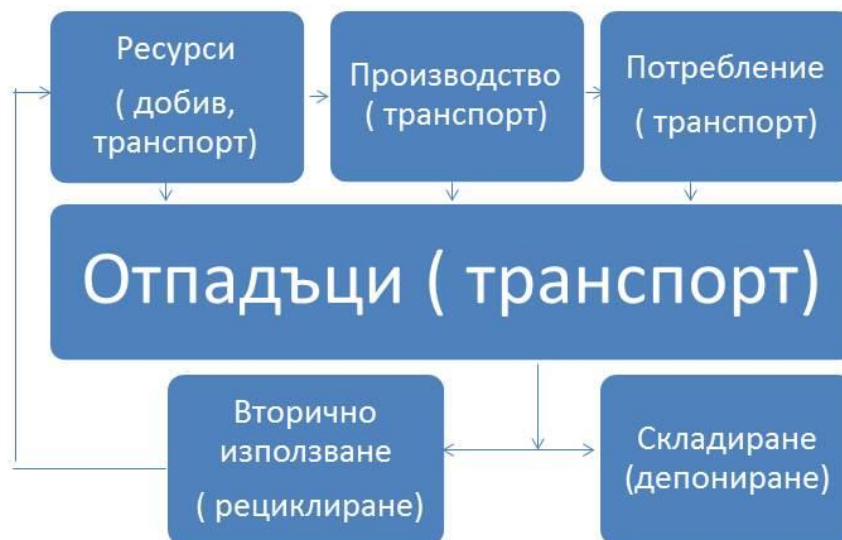 Ресурси
( добив,
транспорт)
Производство
( транспорт)
Потребление
( транспорт)
Отпадъци ( транспорт)
Вторично
използване
( рециклиране)
Складиране
(депониране)